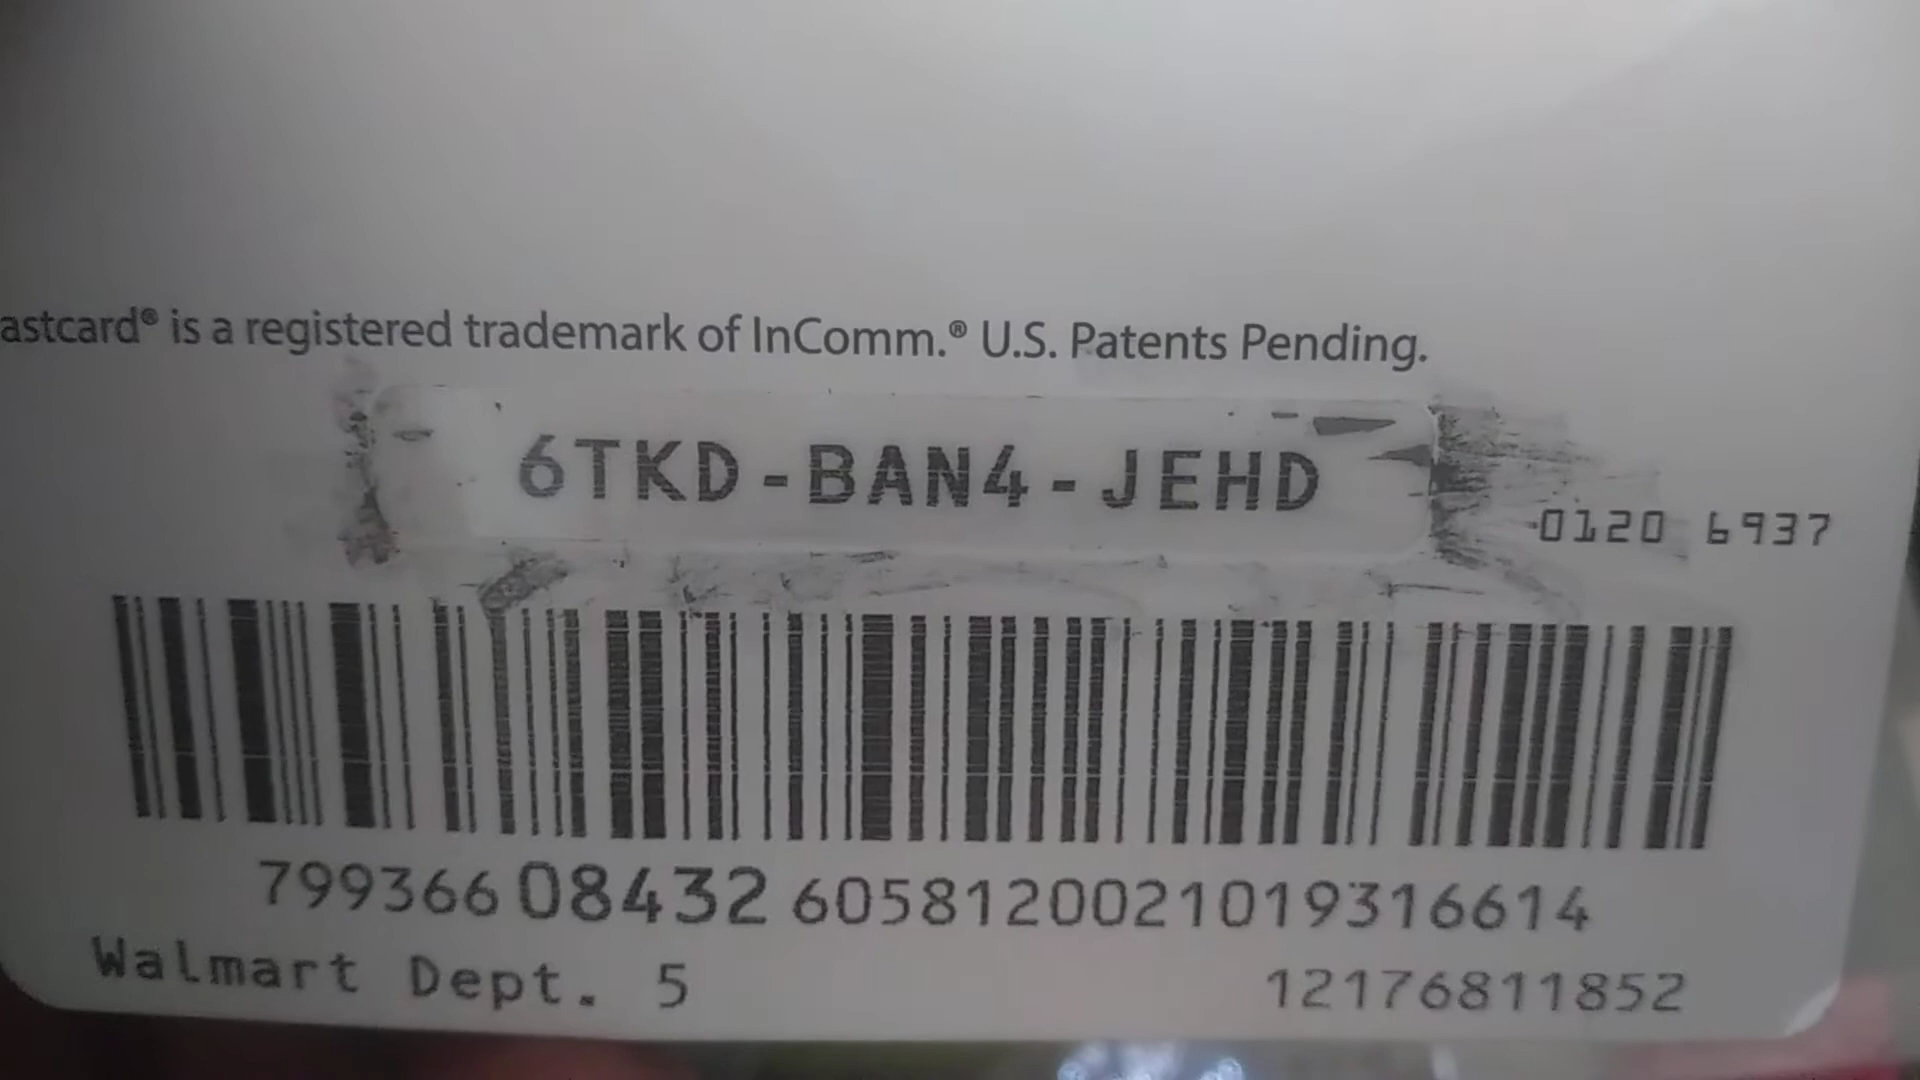 astcard® is a registered trademark of InComm.® U.S. Patents Pending.
6TKD-BAN4-JEHD
0120 6937
799366 08432 6058120021019316614
Walmart Dept. 5
12176811852